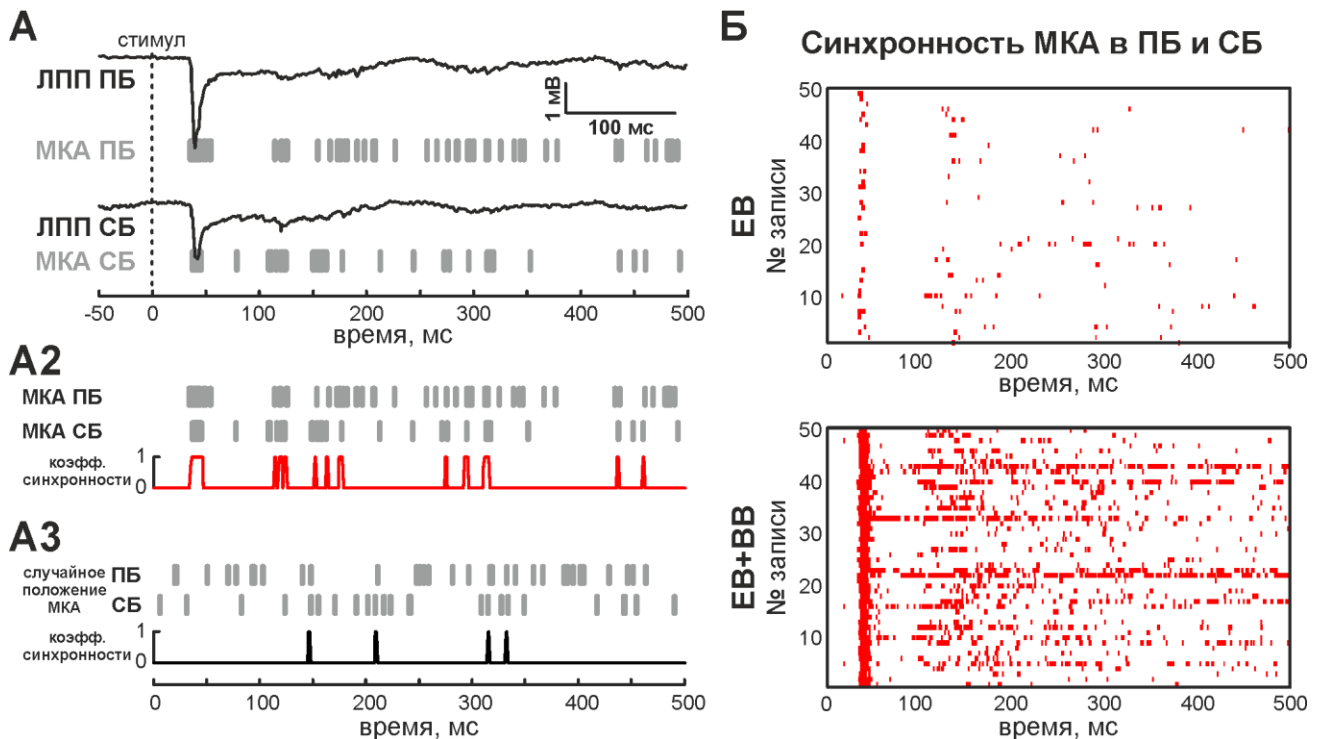 А
стимул
ЛПП ПБ
1 мВ
100 мс
МКА ПБ
ЛПП СБ
МКА СБ
-50 0 100 200 300 400 500
время, мс
А2
МКА ПБ
МКА СБ
коэфф.
синхронности
1
0
А3
случайное
положение
МКА
ПБ
СБ
коэфф.
синхронности
1
0
0 100 200 300 400 500
время, мс
Б
Синхронность МКА в ПБ и СБ
ЕВ
№ записи
50
40
30
20
10
0 100 200 300 400 500
время, мс
ЕВ+ВВ
№ записи
50
40
30
20
10
0 100 200 300 400 500
время, мс